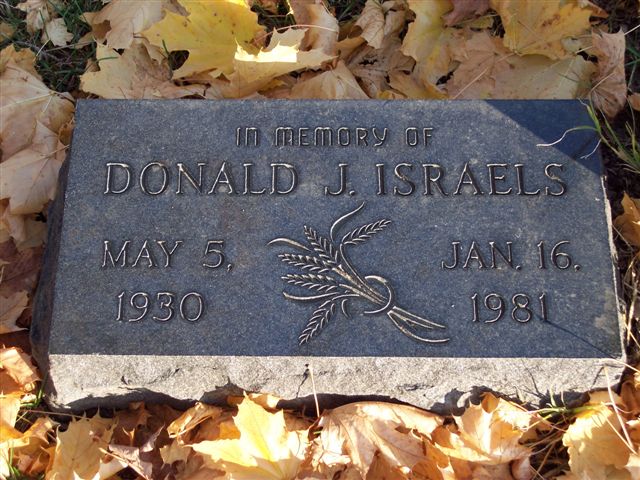 IN MEMORY OF
DONALD J. ISRAELS
MAY 5, JAN. 16,
1930 1981